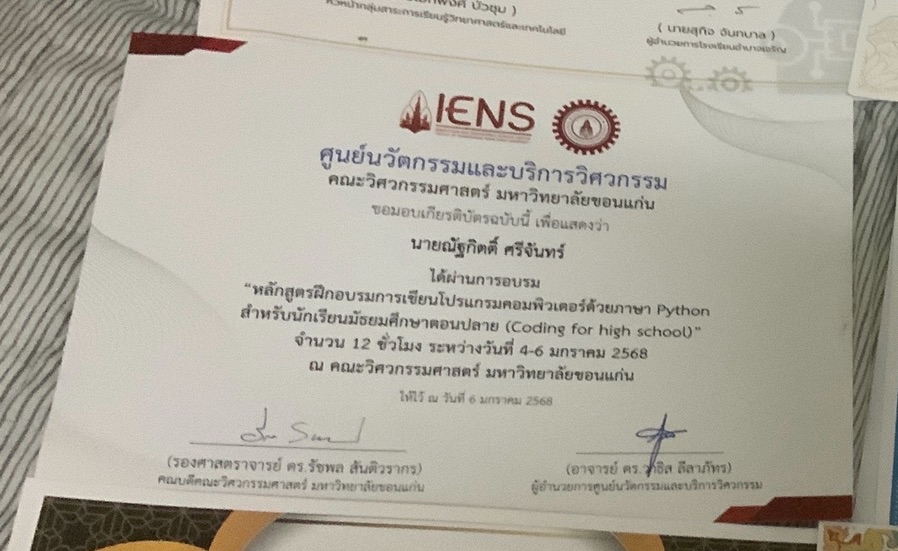 หัวหน้ากลุ่มสาระการเรียนรู้วิทยาศาสตร์และเทคโนโลยี
( นายสุกิจ จันทบาล )
ผู้อำนวยการโรงเรียนอำนาจเจริญ
IENS
ศูนย์นวัตกรรมและบริการวิศวกรรม
คณะวิศวกรรมศาสตร์ มหาวิทยาลัยขอนแก่น
ขอมอบเกียรติบัตรฉบับนี้ เพื่อแสดงว่า
นายณัฐกิตติ์ ศรีจันทร์
ได้ผ่านการอบรม
“หลักสูตรฝึกอบรมการเขียนโปรแกรมคอมพิวเตอร์ด้วยภาษา Python
สำหรับนักเรียนมัธยมศึกษาตอนปลาย (Coding for high school)”
จำนวน 12 ชั่วโมง ระหว่างวันที่ 4-6 มกราคม 2568
ณ คณะวิศวกรรมศาสตร์ มหาวิทยาลัยขอนแก่น
ให้ไว้ ณ วันที่ 6 มกราคม 2568
(รองศาสตราจารย์ ดร.รัชพล สันติวรากร)
คณบดีคณะวิศวกรรมศาสตร์ มหาวิทยาลัยขอนแก่น
(อาจารย์ ดร. ลีลาภัทร)
ผู้อำนวยการศูนย์นวัตกรรมและบริการวิศวกรรม